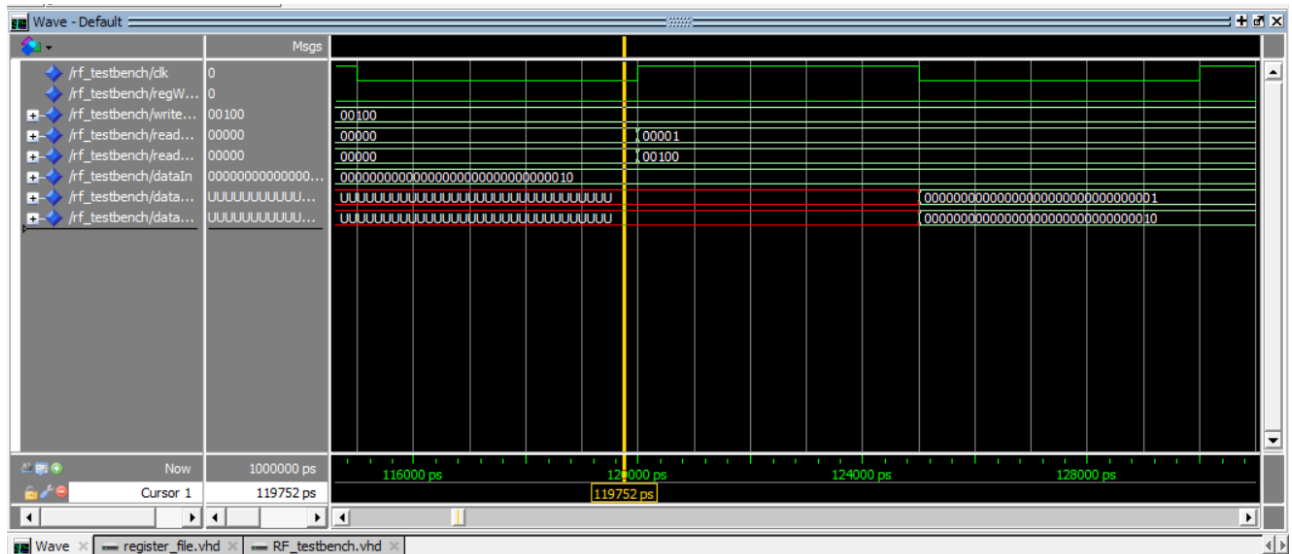 Wave - Default
Msgs
/rf_testbench/clk 0
/rf_testbench/regW... 0
/rf_testbench/write... 00100 00100
/rf_testbench/read... 00000 00000 00001
/rf_testbench/read... 00000 00000 00100
/rf_testbench/dataIn 00000000000000... 00000000000000000000000000000010
/rf_testbench/data... UUUUUUUUUUU... UUUUUUUUUUUUUUUUUUUUUUUUUUUUUUUU 00000000000000000000000000000001
/rf_testbench/data... UUUUUUUUUUU... UUUUUUUUUUUUUUUUUUUUUUUUUUUUUUUU 00000000000000000000000000000010
Now 1000000 ps 116000 ps 120000 ps 124000 ps 128000 ps
Cursor 1 119752 ps 119752 ps
Wave register_file.vhd RF_testbench.vhd